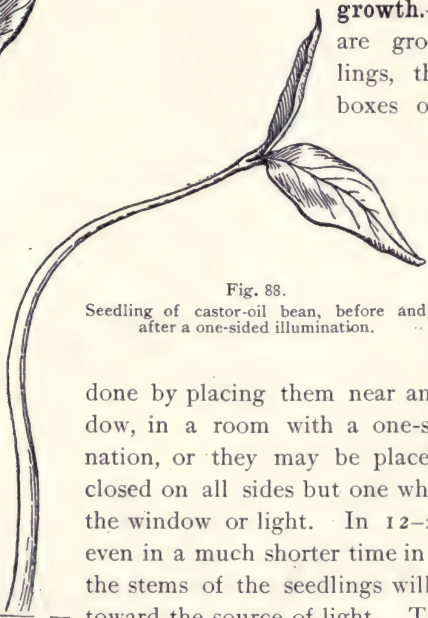 growth.
are gro
lings, th
boxes o
Fig. 88.
Seedling of castor-oil bean, before and
after a one-sided illumination.
done by placing them near an
dow, in a room with a one-s
nation, or they may be place
closed on all sides but one wh
the window or light. In 12–
even in a much shorter time in
the stems of the seedlings will
toward the source of light.